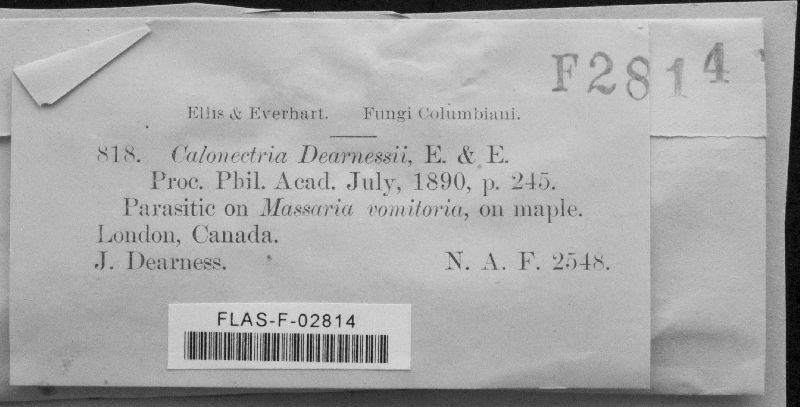 F2814
Ellis & Everhart. Fungi Columbiani.
818. Calonectria Dearnessii, E. & E.
Proc. Phil. Acad. July, 1890, p. 245.
Parasitic on Massaria vomitoria, on maple.
London, Canada.
J. Dearness. N. A. F. 2548.
FLAS-F-02814